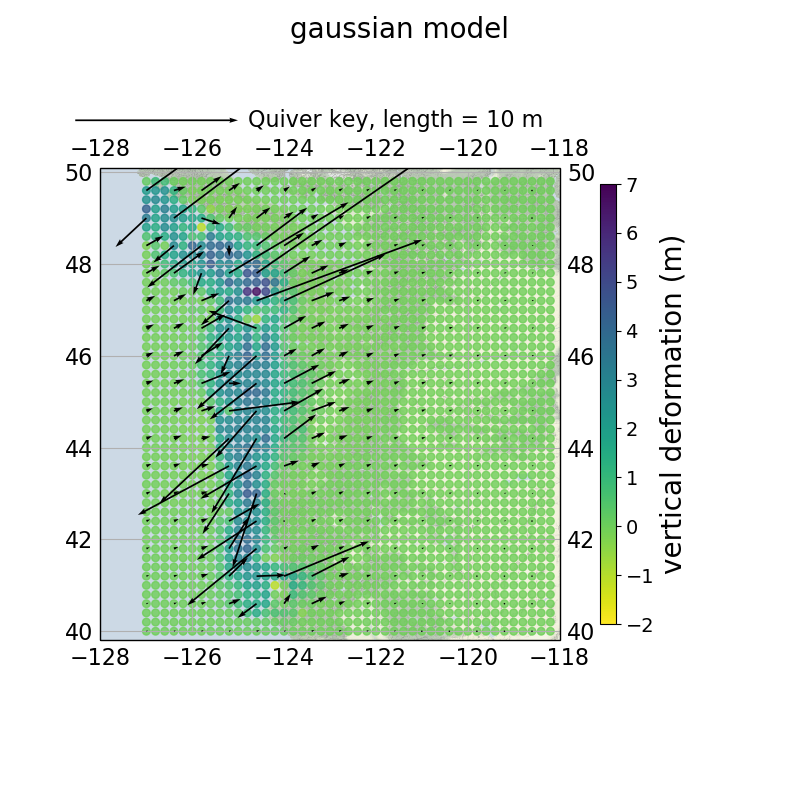 gaussian model
Quiver key, length = 10 m
−128 −126 −124 −122 −120 −118
50 50 7
6
48 48 5
4
46 46 3
2
44 44 1
0
42 42 −1
40 40 −2
vertical deformation (m)
−128 −126 −124 −122 −120 −118